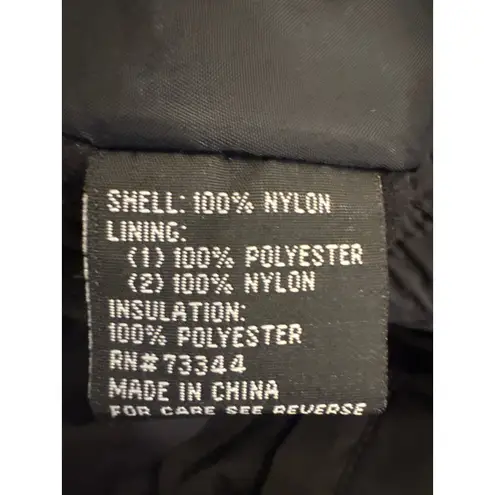 SHELL: 100% NYLON
LINING:
(1) 100% POLYESTER
(2) 100% NYLON
INSULATION:
100% POLYESTER
RN# 73344
MADE IN CHINA
FOR CARE SEE REVERSE